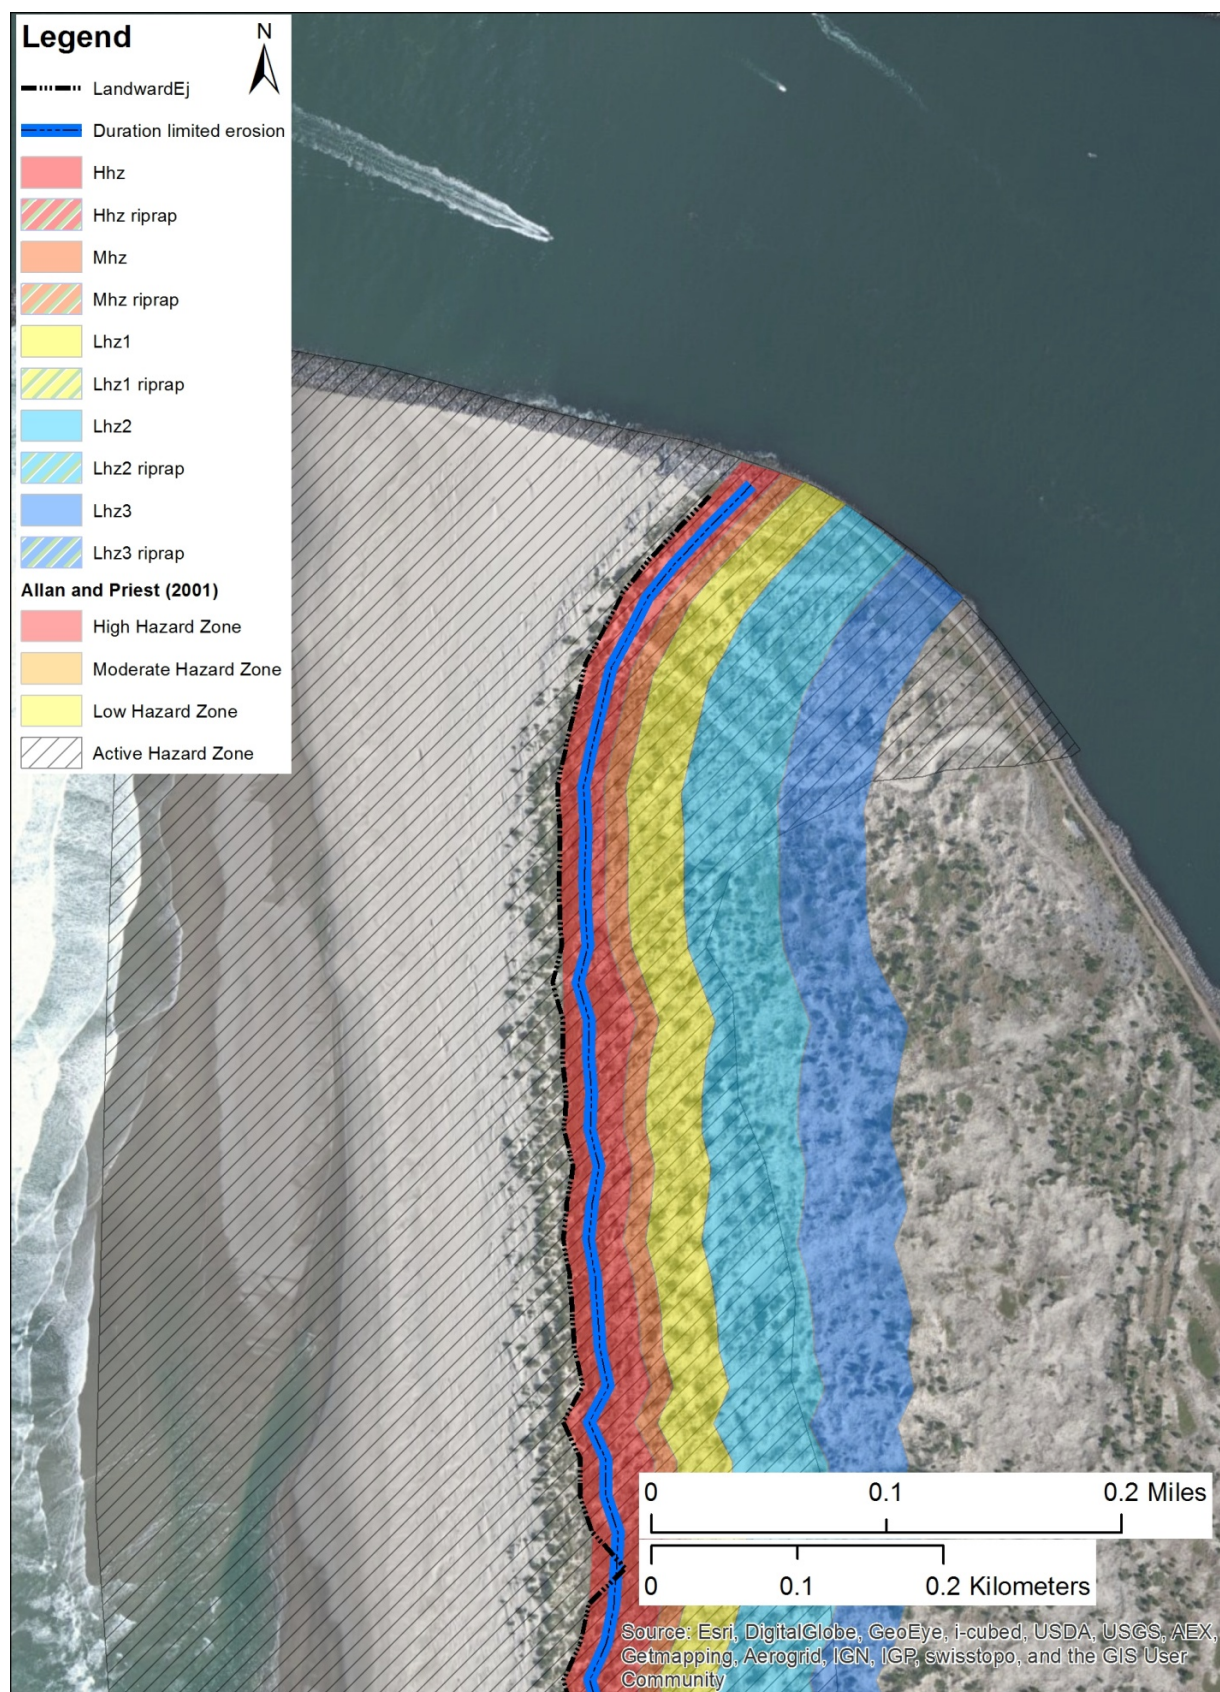 Legend
N
LandwardEj
Duration limited erosion
Hhz
Hhz riprap
Mhz
Mhz riprap
Lhz1
Lhz1 riprap
Lhz2
Lhz2 riprap
Lhz3
Lhz3 riprap
Allan and Priest (2001)
High Hazard Zone
Moderate Hazard Zone
Low Hazard Zone
Active Hazard Zone
0 0.1 0.2 Miles
0 0.1 0.2 Kilometers
Source: Esri, DigitalGlobe, GeoEye, i-cubed, USDA, USGS, AEX,
Getmapping, Aerogrid, IGN, IGP, swisstopo, and the GIS User
Community